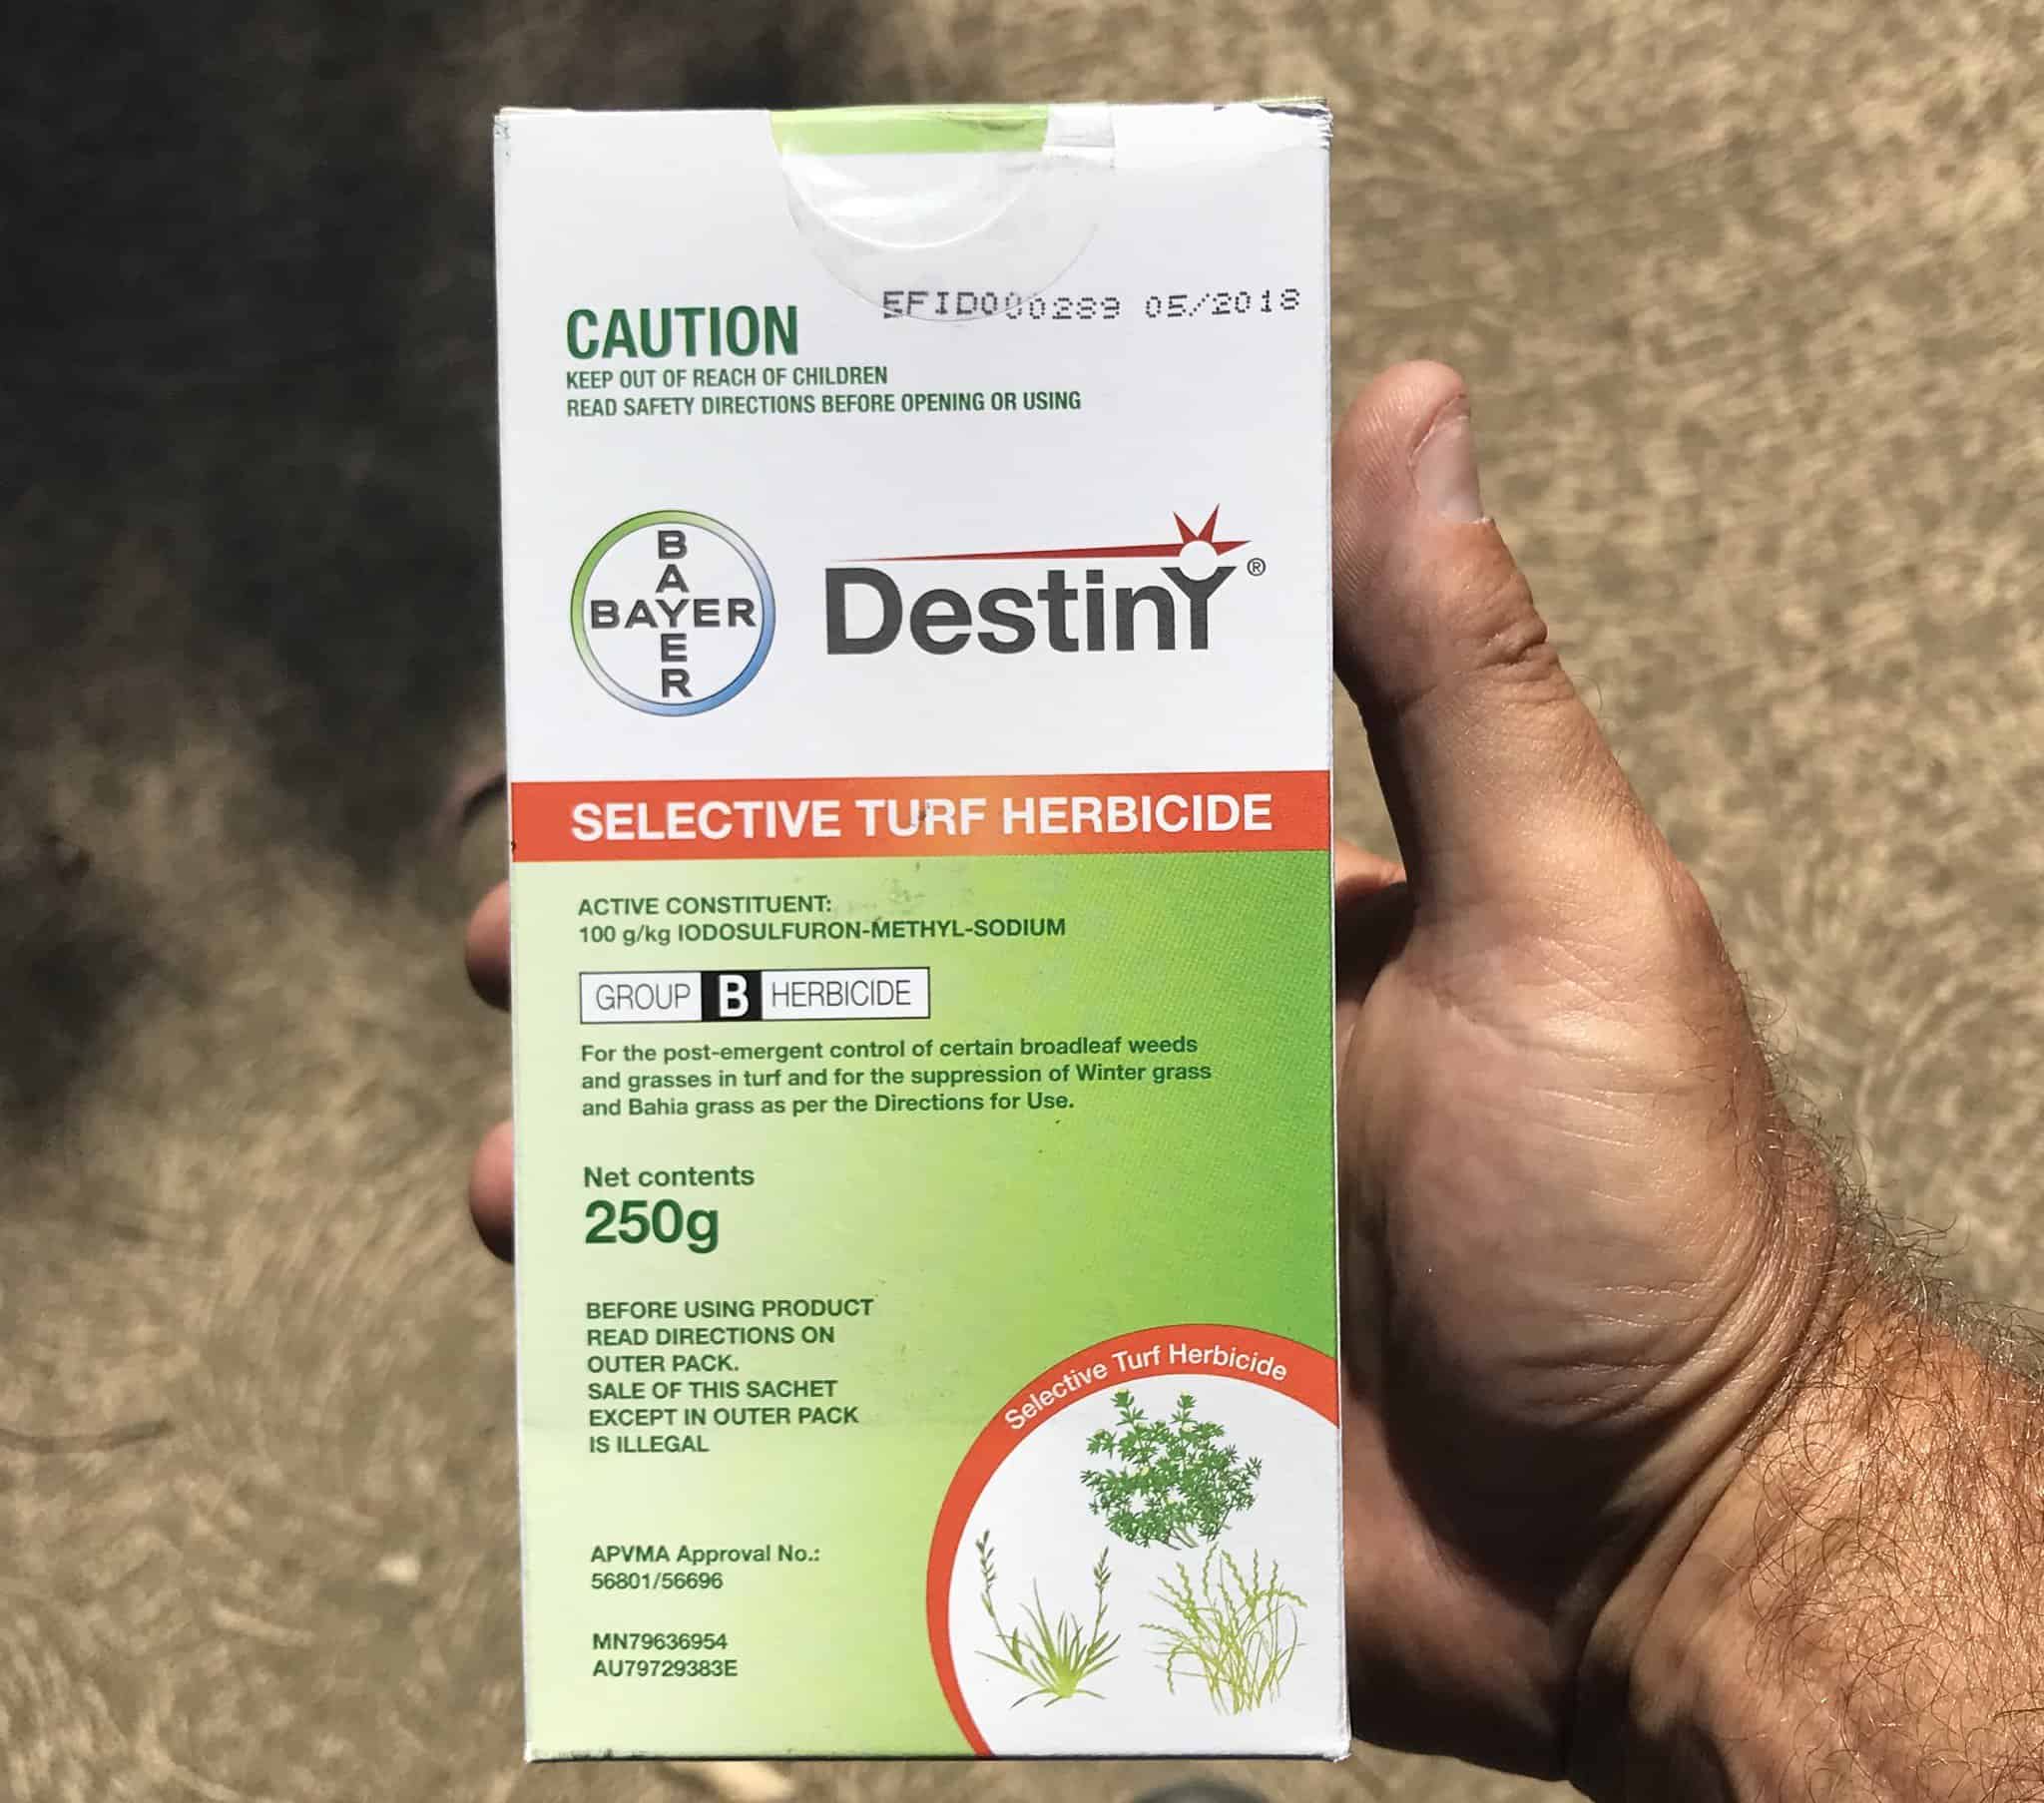 EFID000289 05/2018
CAUTION
KEEP OUT OF REACH OF CHILDREN
READ SAFETY DIRECTIONS BEFORE OPENING OR USING
BAYER
BAYER
Destiny®
SELECTIVE TURF HERBICIDE
ACTIVE CONSTITUENT:
100 g/kg IODOSULFURON-METHYL-SODIUM
GROUP B HERBICIDE
For the post-emergent control of certain broadleaf weeds
and grasses in turf and for the suppression of Winter grass
and Bahia grass as per the Directions for Use.
Net contents
250g
BEFORE USING PRODUCT
READ DIRECTIONS ON
OUTER PACK.
SALE OF THIS SACHET
EXCEPT IN OUTER PACK
IS ILLEGAL
Selective Turf Herbicide
APVMA Approval No.:
56801/56696
MN79636954
AU79729383E